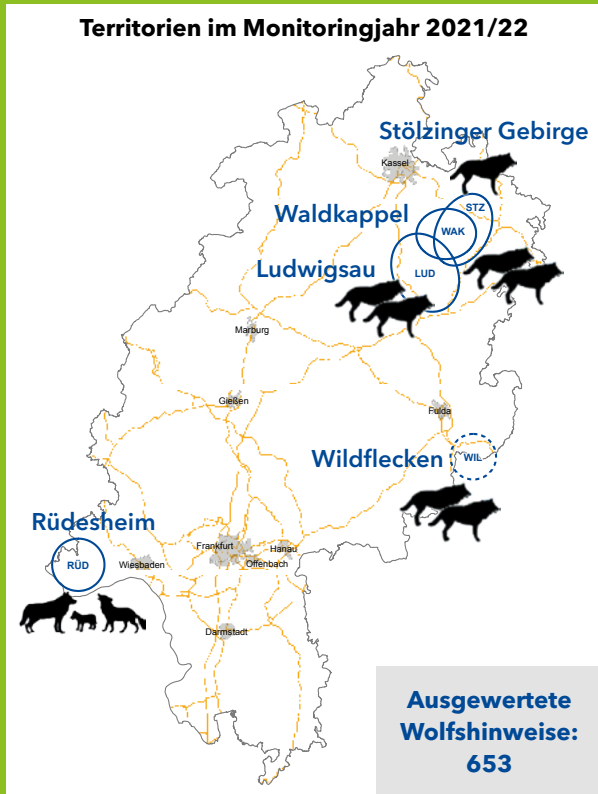 Territorien im Monitoringjahr 2021/22
Stölzinger Gebirge
Kassel
STZ
Waldkappel
WAK
Ludwigsau
LUD
Marburg
Gießen
Fulda
Wildflecken
WIL
Rüdesheim
Frankfurt
Hanau
RÜD
Wiesbaden
Offenbach
Darmstadt
Ausgewertete
Wolfshinweise:
653